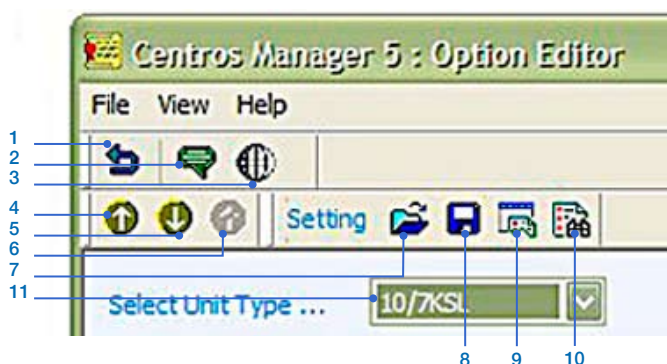 Centros Manager 5 : Option Editor
File View Help
1
2
3
4
5
Setting
6
7
11
Select Unit Type ...
10/7KSL
8 9 10